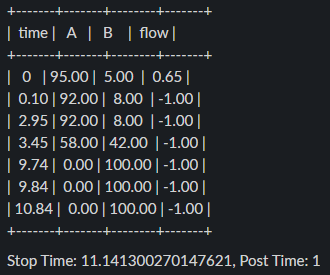 +-------+-------+--------+-------+
| time | A | B | flow |
+-------+-------+--------+-------+
| 0 | 95.00 | 5.00 | 0.65 |
| 0.10 | 92.00 | 8.00 | -1.00 |
| 2.95 | 92.00 | 8.00 | -1.00 |
| 3.45 | 58.00 | 42.00 | -1.00 |
| 9.74 | 0.00 | 100.00 | -1.00 |
| 9.84 | 0.00 | 100.00 | -1.00 |
| 10.84 | 0.00 | 100.00 | -1.00 |
+-------+-------+--------+-------+
Stop Time: 11.141300270147621, Post Time: 1